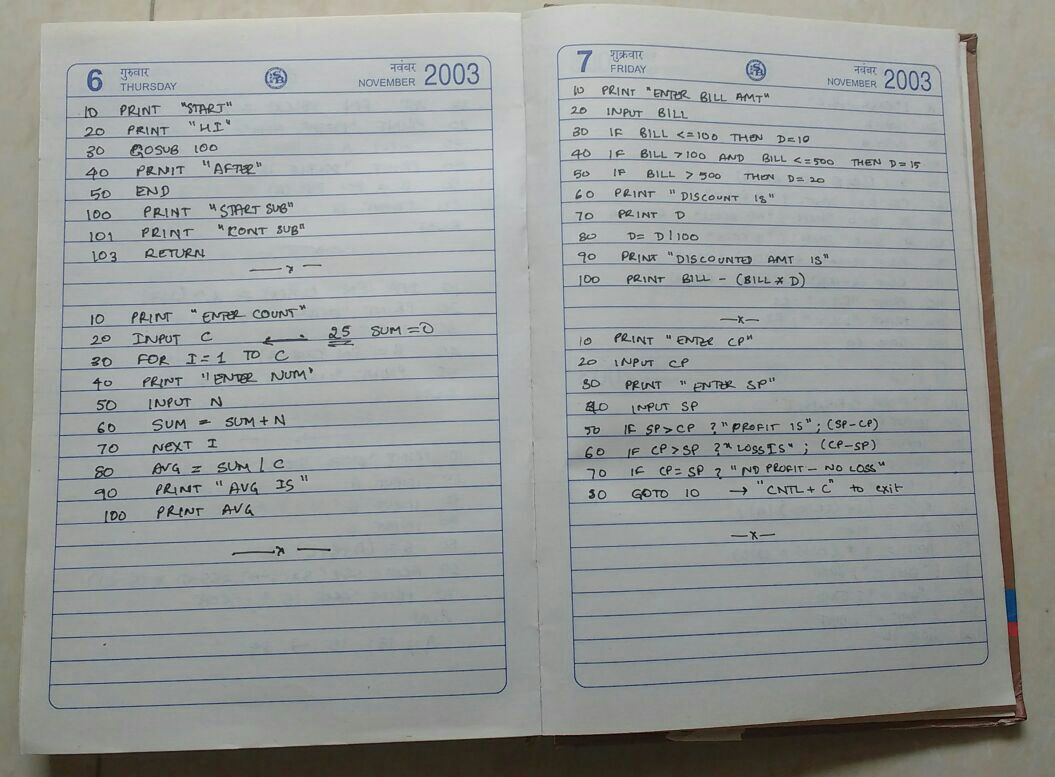 6 गुरुवार THURSDAY नवंबर NOVEMBER 2003
10 PRINT "START"
20 PRINT "HI"
30 GOSUB 100
40 PRNIT "AFTER"
50 END
100 PRINT "START SUB"
101 PRINT "CONT SUB"
103 RETURN
—x—
10 PRINT "ENTER COUNT"
20 INPUT C ← 25 SUM=0
30 FOR I=1 TO C
40 PRINT "ENTER NUM"
50 INPUT N
60 SUM = SUM+N
70 NEXT I
80 AVG = SUM / C
90 PRINT "AVG IS"
100 PRINT AVG
—x—
7 शुक्रवार FRIDAY नवंबर NOVEMBER 2003
10 PRINT "ENTER BILL AMT"
20 INPUT BILL
30 IF BILL <=100 THEN D=10
40 IF BILL >100 AND BILL <=500 THEN D=15
50 IF BILL > 500 THEN D=20
60 PRINT "DISCOUNT IS"
70 PRINT D
80 D= D/100
90 PRINT "DISCOUNTED AMT IS"
100 PRINT BILL - (BILL * D)
—x—
10 PRINT "ENTER CP"
20 INPUT CP
30 PRINT "ENTER SP"
40 INPUT SP
50 IF SP>CP ? "PROFIT IS"; (SP-CP)
60 IF CP>SP ? "LOSS IS"; (CP-SP)
70 IF CP=SP ? "NO PROFIT - NO LOSS"
80 GOTO 10 → "CNTL + C" to exit
—x—